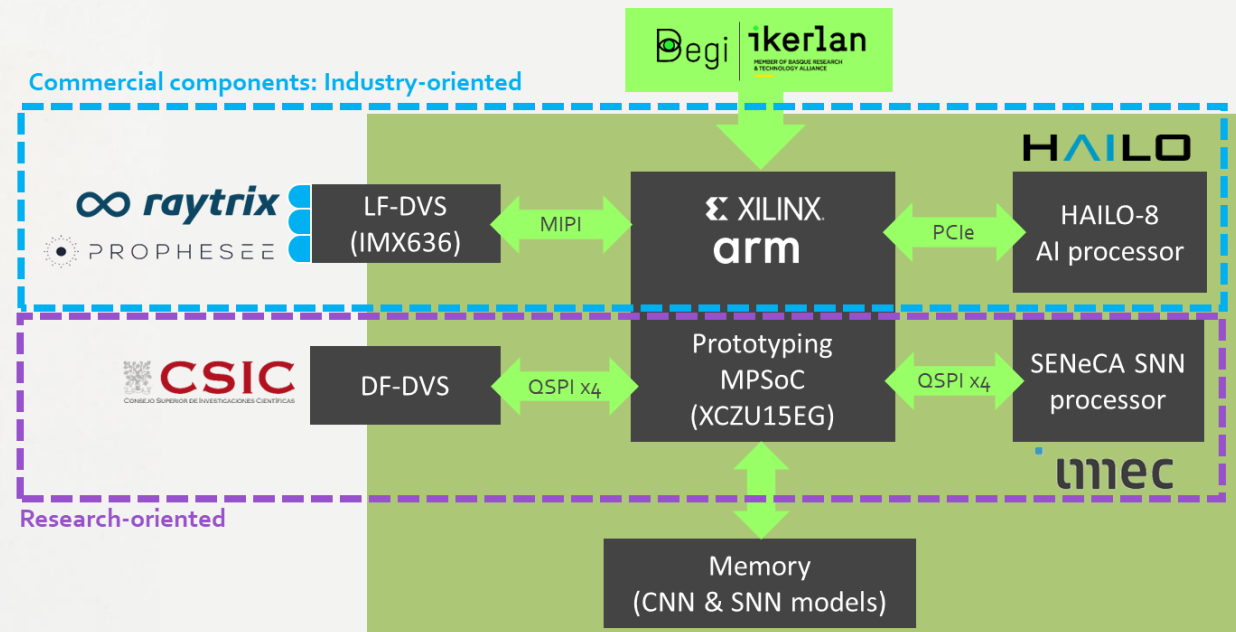 Begi
ikerlan
MEMBER OF BASQUE RESEARCH
& TECHNOLOGY ALLIANCE
Commercial components: Industry-oriented
HAILO
raytrix
PROPHESEE
LF-DVS
(IMX636)
MIPI
XILINX.
arm
PCIe
HAILO-8
AI processor
CSIC
CONSEJO SUPERIOR DE INVESTIGACIONES CIENTÍFICAS
DF-DVS
QSPI x4
Prototyping
MPSoC
(XCZU15EG)
QSPI x4
SENeCA SNN
processor
imec
Research-oriented
Memory
(CNN & SNN models)